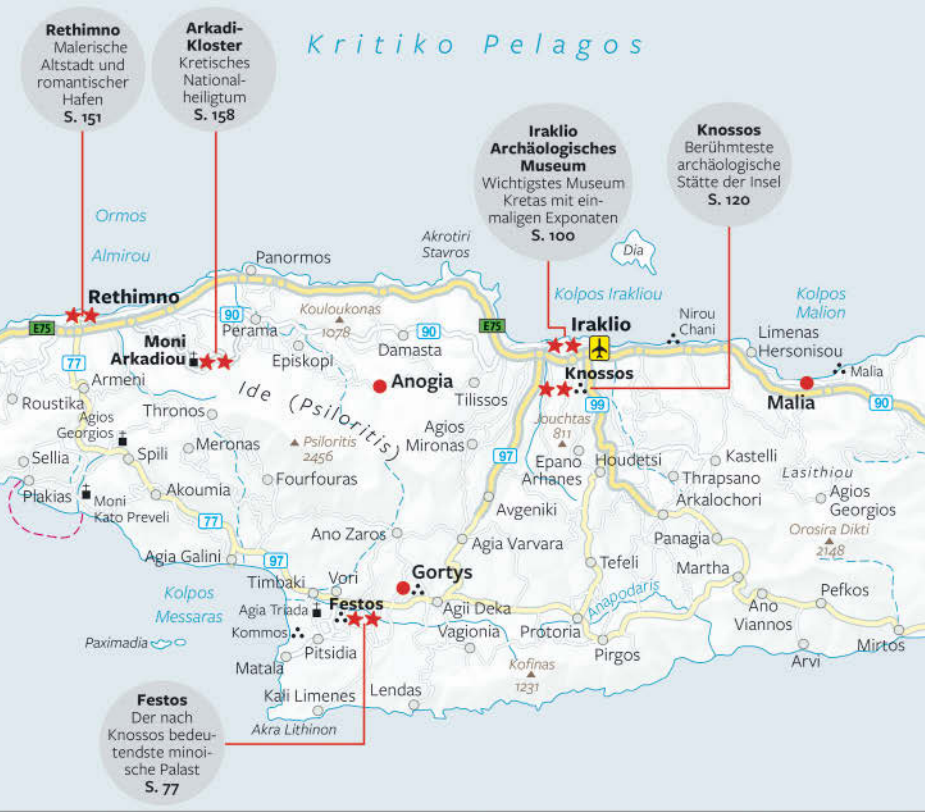 Rethimno
Malerische
Altstadt und
romantischer
Hafen
S. 151
Arkadi-
Kloster
Kretisches
National-
heiligtum
S. 158
Kritiko Pelagos
Iraklio
Archäologisches
Museum
Wichtigstes Museum
Kretas mit ein-
maligen Exponaten
S. 100
Knossos
Berühmteste
archäologische
Stätte der Insel
S. 120
Ormos
Almirou
Akrotiri
Stavros
Dia
Panormos
Rethimno
Kolpos Irakliou
Kolpos
Malion
E75
90
Perama
Kouloukonas
1078
90
Damasta
E75
Iraklio
Nirou
Chani
Limenas
Hersonisou
77
Moni
Arkadiou
Episkopi
Knossos
Malia
Armeni
Ide (Psiloritis)
Anogia
Tilissos
99
Malia
90
Roustika
Agios
Georgios
Thronos
Jouchtas
811
Sellia
Spili
Meronas
Psiloritis
2456
Agios
Mironas
97
Epano
Arhanes
Houdetsi
Kastelli
Lasithiou
Plakias
Moni
Kato Preveli
Akoumia
Fourfouras
Thrapsano
Arkalochori
Agios
Georgios
77
Avgeniki
Ano Zaros
Agia Varvara
Panagia
Orosira Dikti
2148
Agia Galini
97
Tefeli
Martha
Timbaki
Vori
Gortys
Kolpos
Messaras
Agia Triada
Festos
Agii Deka
Anapodaris
Ano
Viannos
Pefkos
Kommos
Vagionia
Protoria
Paximadia
Pitsidia
Pirgos
Arvi
Mirtos
Matala
Kofinas
1231
Kali Limenes
Lendas
Akra Lithinon
Festos
Der nach
Knossos bedeu-
tendste minoi-
sche Palast
S. 77